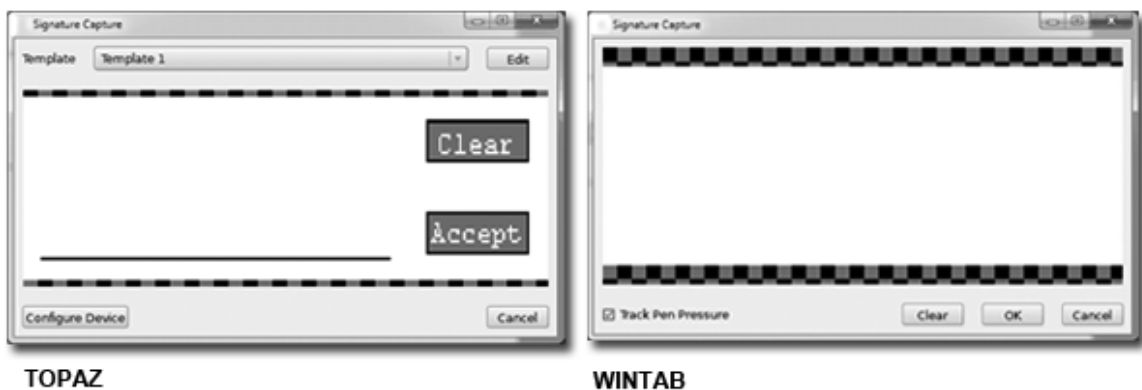 Signature Capture
Template Template 1 Edit
Clear
Accept
Configure Device Cancel
TOPAZ
Signature Capture
Track Pen Pressure Clear OK Cancel
WINTAB